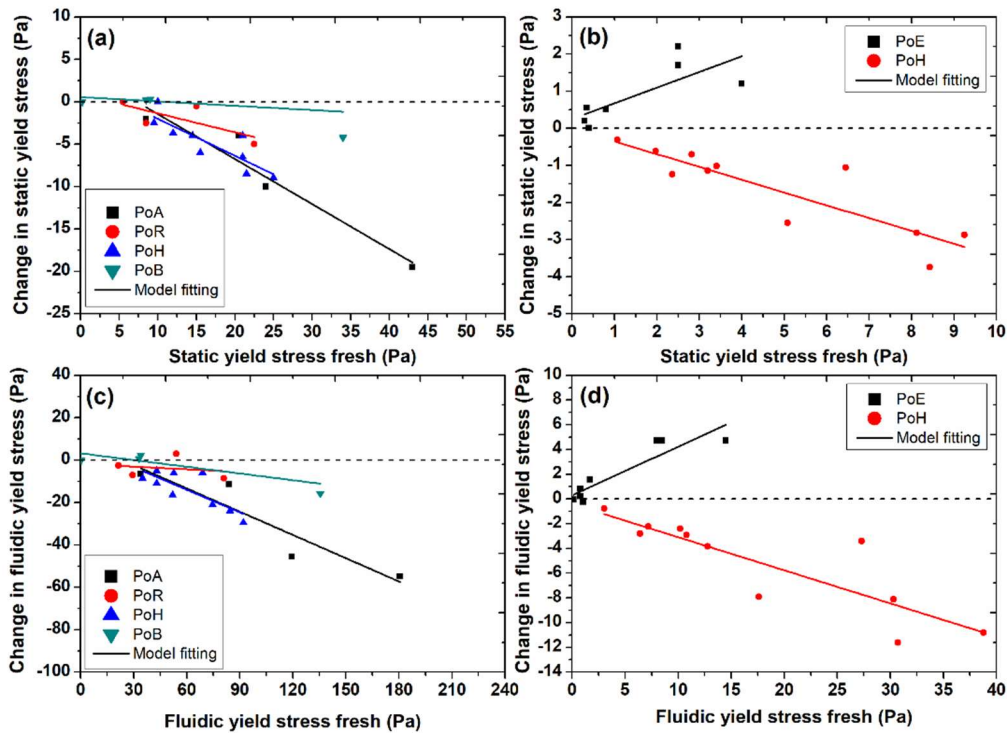 (a)
Change in static yield stress (Pa)
10
5
0
-5
-10
-15
-20
-25
PoA
PoR
PoH
PoB
Model fitting
0 5 10 15 20 25 30 35 40 45 50 55
Static yield stress fresh (Pa)
(b)
Change in static yield stress (Pa)
3
2
1
0
-1
-2
-3
-4
-5
PoE
PoH
Model fitting
0 1 2 3 4 5 6 7 8 9 10
Static yield stress fresh (Pa)
(c)
Change in fluidic yield stress (Pa)
40
20
0
-20
-40
-60
-80
-100
PoA
PoR
PoH
PoB
Model fitting
0 30 60 90 120 150 180 210 240
Fluidic yield stress fresh (Pa)
(d)
Change in fluidic yield stress (Pa)
10
8
6
4
2
0
-2
-4
-6
-8
-10
-12
-14
PoE
PoH
Model fitting
0 5 10 15 20 25 30 35 40
Fluidic yield stress fresh (Pa)